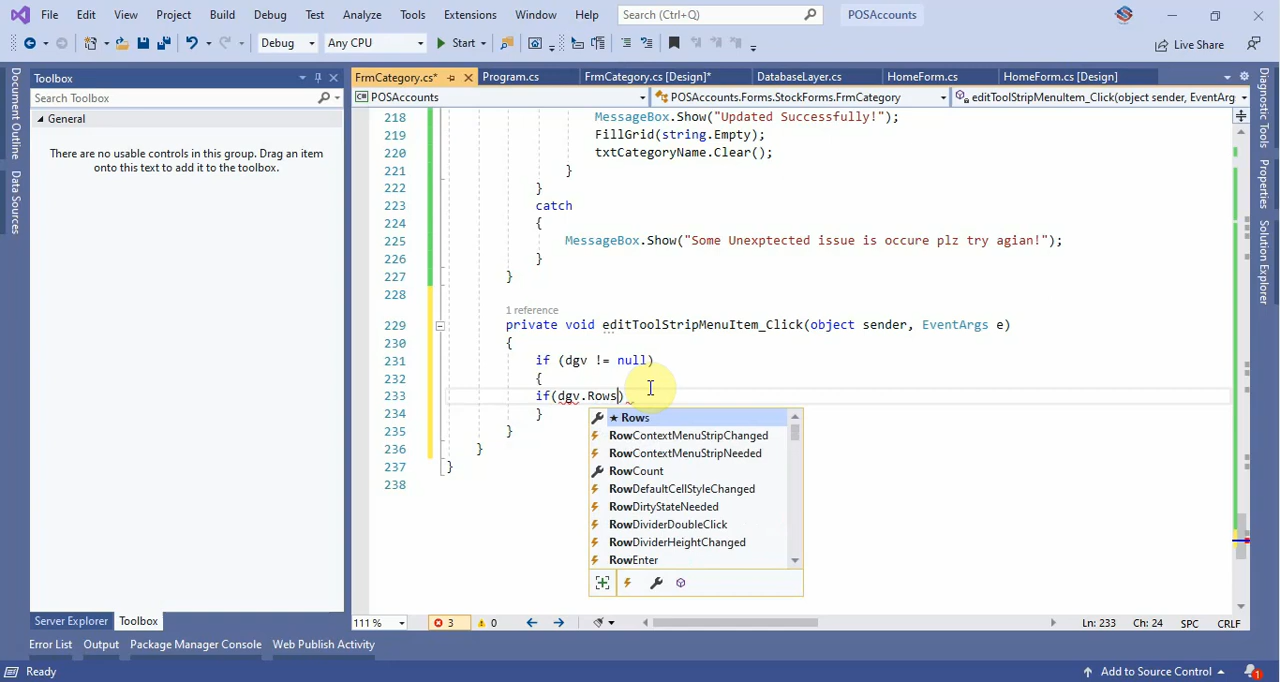 File Edit View Project Build Debug Test Analyze Tools Extensions Window Help Search (Ctrl+Q) POSAccounts
Debug Any CPU Start Live Share
Toolbox
Search Toolbox
General
There are no usable controls in this group. Drag an item
onto this text to add it to the toolbox.
Document Outline
Data Sources
FrmCategory.cs* Program.cs FrmCategory.cs [Design]* DatabaseLayer.cs HomeForm.cs HomeForm.cs [Design]
POSAccounts POSAccounts.Forms.StockForms.FrmCategory editToolStripMenuItem_Click(object sender, EventArg
218 MessageBox.Show("Updated Successfully!");
219 FillGrid(string.Empty);
220 txtCategoryName.Clear();
221 }
222 }
223 catch
224 {
225 MessageBox.Show("Some Unexptected issue is occure plz try agian!");
226 }
227 }
228
1 reference
229 private void editToolStripMenuItem_Click(object sender, EventArgs e)
230 {
231 if (dgv != null)
232 {
233 if(dgv.Rows)
234 }
235 }
236 }
237 }
238
★ Rows
RowContextMenuStripChanged
RowContextMenuStripNeeded
RowCount
RowDefaultCellStyleChanged
RowDirtyStateNeeded
RowDividerDoubleClick
RowDividerHeightChanged
RowEnter
Diagnostic Tools
Properties
Solution Explorer
Server Explorer Toolbox
111 % 3 0 Ln: 233 Ch: 24 SPC CRLF
Error List Output Package Manager Console Web Publish Activity
Ready Add to Source Control 1